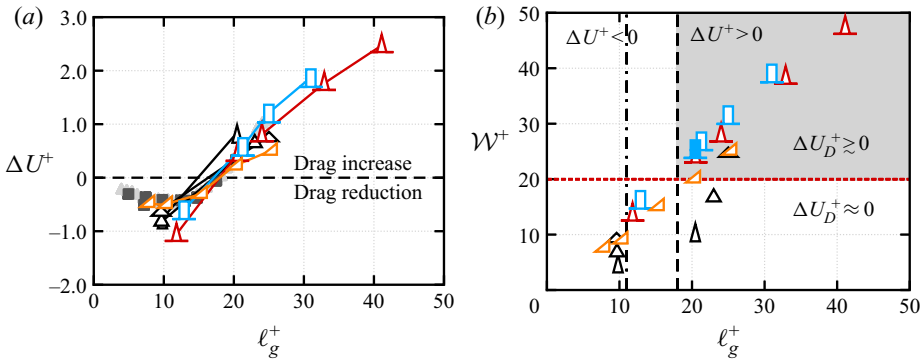 (a)
3.0
2.0
1.0
0
−1.0
−2.0
ΔU⁺
Drag increase
Drag reduction
0 10 20 30 40 50
ℓg⁺
(b)
50
40
30
20
10
0
𝒲⁺
ΔU⁺<0
ΔU⁺>0
ΔU_D⁺≳0
ΔU_D⁺≈0
10 20 30 40 50
ℓg⁺